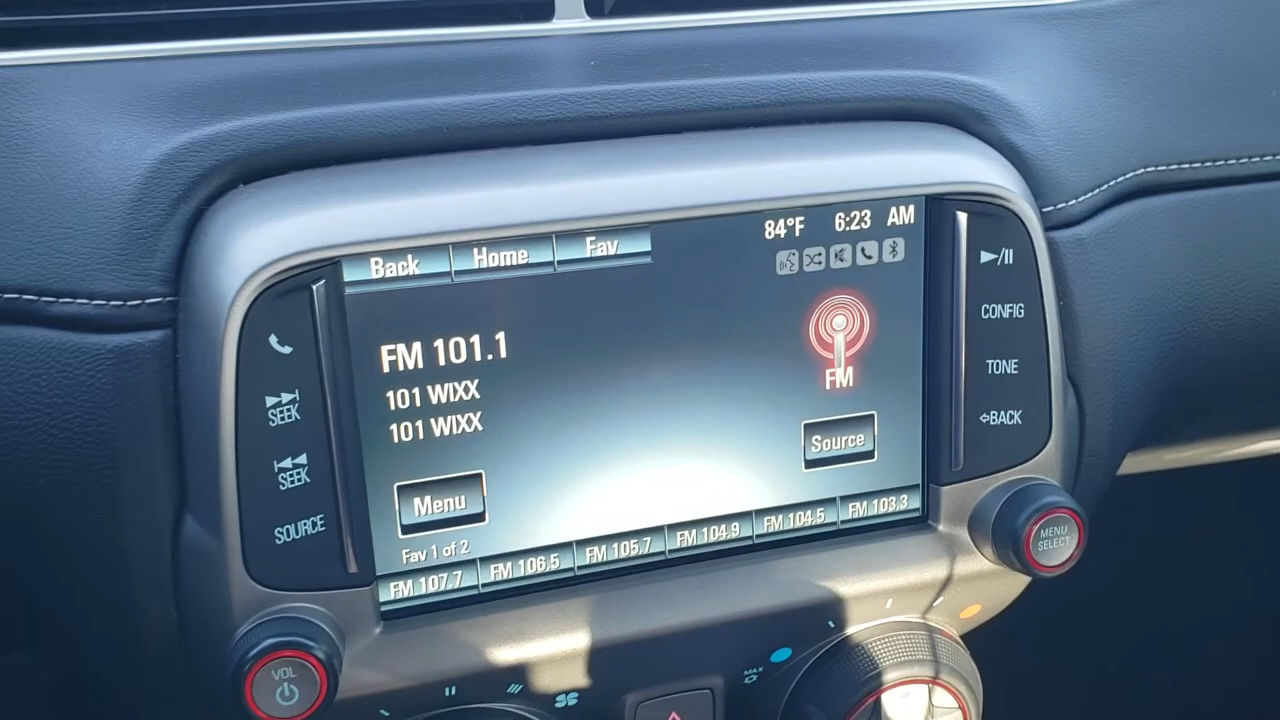 84°F 6:23 AM
Back Home Fav
FM 101.1
101 WIXX
101 WIXX
FM
Source
Menu
Fav 1 of 2
FM 107.7 FM 106.5 FM 105.7 FM 104.9 FM 104.5 FM 103.3
SEEK
SEEK
SOURCE
CONFIG
TONE
BACK
MENU
SELECT
VOL
MAX